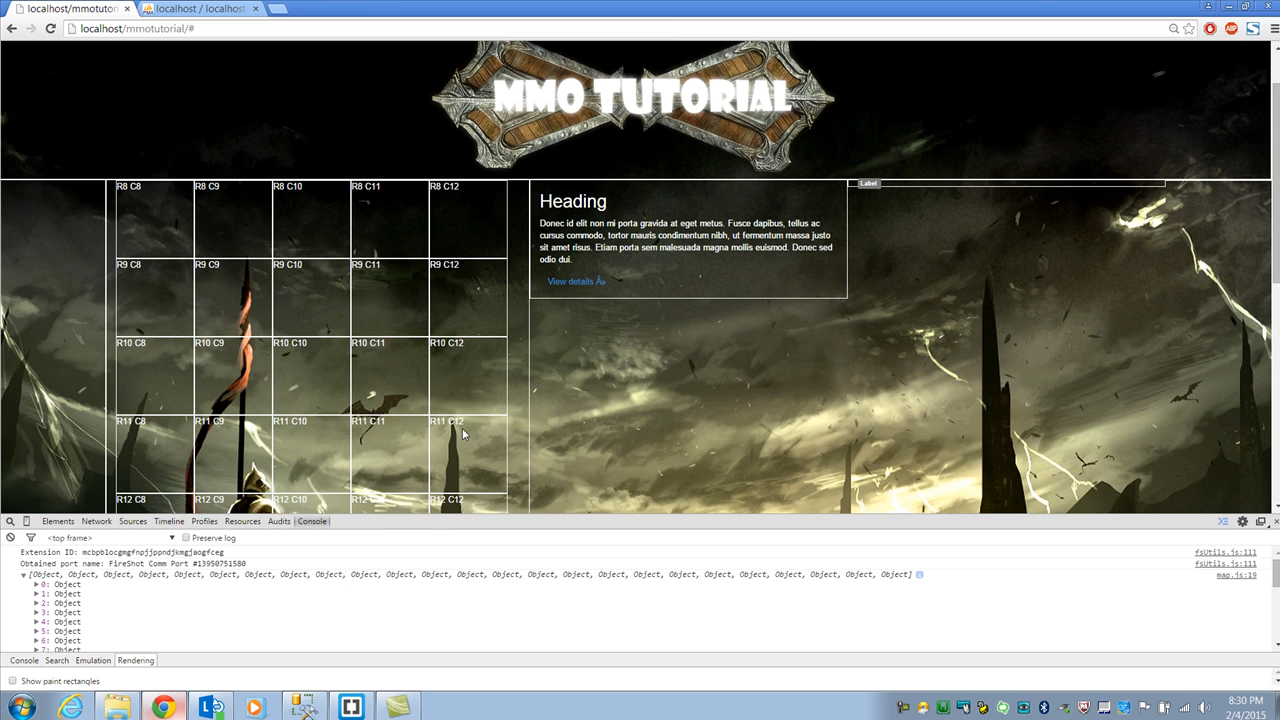 localhost/mmotutori
localhost / localhost
localhost/mmotutorial/#
ABP
S
MMO TUTORIAL
R8 C8 R8 C9 R8 C10 R8 C11 R8 C12
Heading
Label
Donec id elit non mi porta gravida at eget metus. Fusce dapibus, tellus ac
cursus commodo, tortor mauris condimentum nibh, ut fermentum massa justo
sit amet risus. Etiam porta sem malesuada magna mollis euismod. Donec sed
odio dui.
View details Â»
R9 C8 R9 C9 R9 C10 R9 C11 R9 C12
R10 C8 R10 C9 R10 C10 R10 C11 R10 C12
R11 C8 R11 C9 R11 C10 R11 C11 R11 C12
R12 C8 R12 C9 R12 C10 R12 C11 R12 C12
Elements Network Sources Timeline Profiles Resources Audits Console
<top frame> Preserve log
Extension ID: mcbpblocgmgfnpjjppndjkmgjaogfceg fsUtils.js:111
Obtained port name: FireShot Comm Port #13950751580 fsUtils.js:111
[Object, Object, Object, Object, Object, Object, Object, Object, Object, Object, Object, Object, Object, Object, Object, Object, Object, Object, Object, Object, Object, Object, Object, Object, Object] map.js:19
0: Object
1: Object
2: Object
3: Object
4: Object
5: Object
6: Object
7: Object
Console Search Emulation Rendering
Show paint rectangles
8:30 PM
2/4/2015